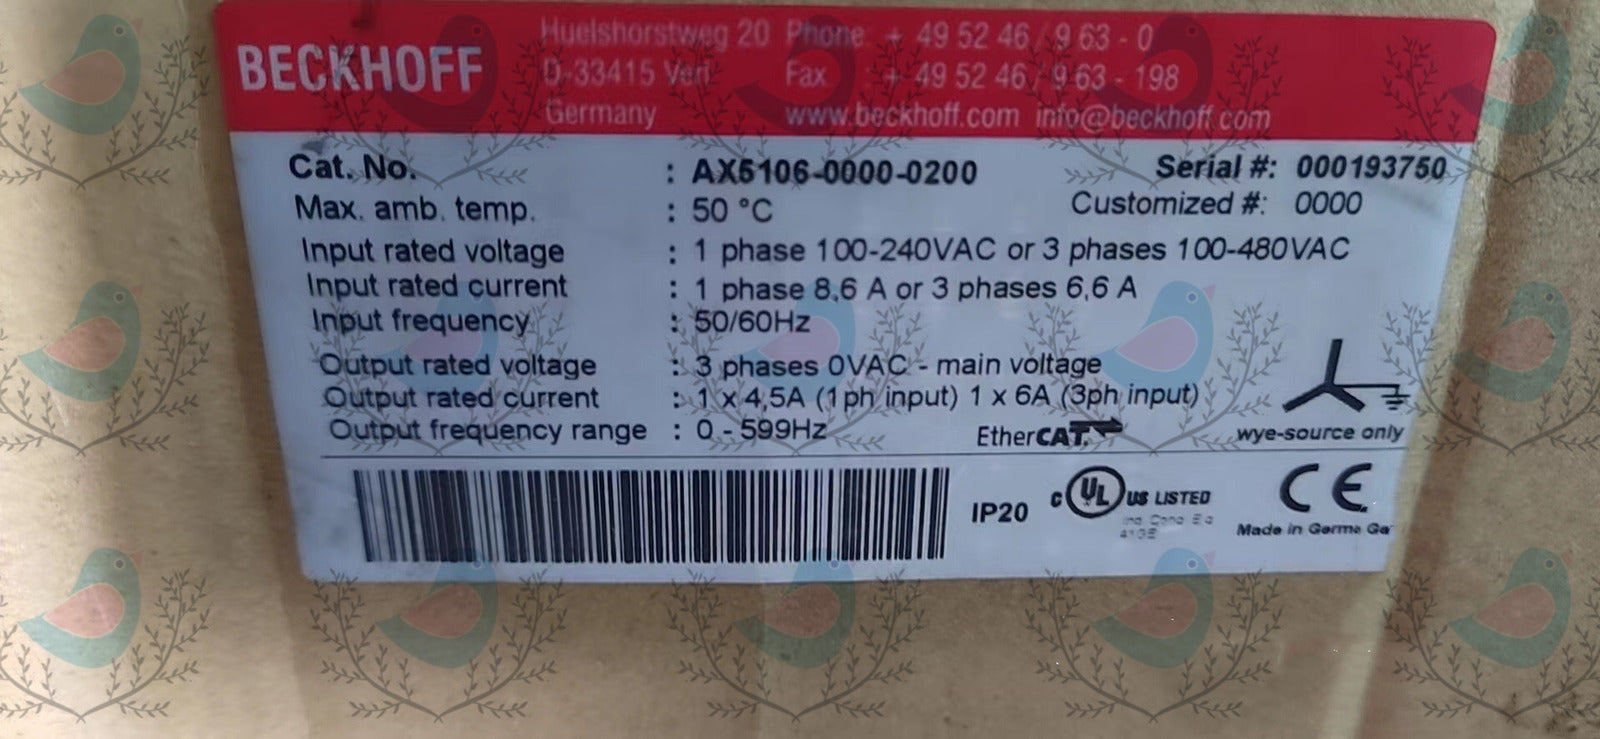 BECKHOFF
Huelshorstweg 20 Phone + 49 52 46 / 9 63 - 0
D-33415 Verl Fax + 49 52 46 / 9 63 - 198
Germany www.beckhoff.com info@beckhoff.com
Cat. No. : AX5106-0000-0200 Serial #: 000193750
Max. amb. temp. : 50 °C Customized #: 0000
Input rated voltage : 1 phase 100-240VAC or 3 phases 100-480VAC
Input rated current : 1 phase 8,6 A or 3 phases 6,6 A
Input frequency : 50/60Hz
Output rated voltage : 3 phases 0VAC - main voltage
Output rated current : 1 x 4,5A (1ph input) 1 x 6A (3ph input)
Output frequency range : 0 - 599Hz
EtherCAT. wye-source only
IP20 C UL US LISTED CE
Made in